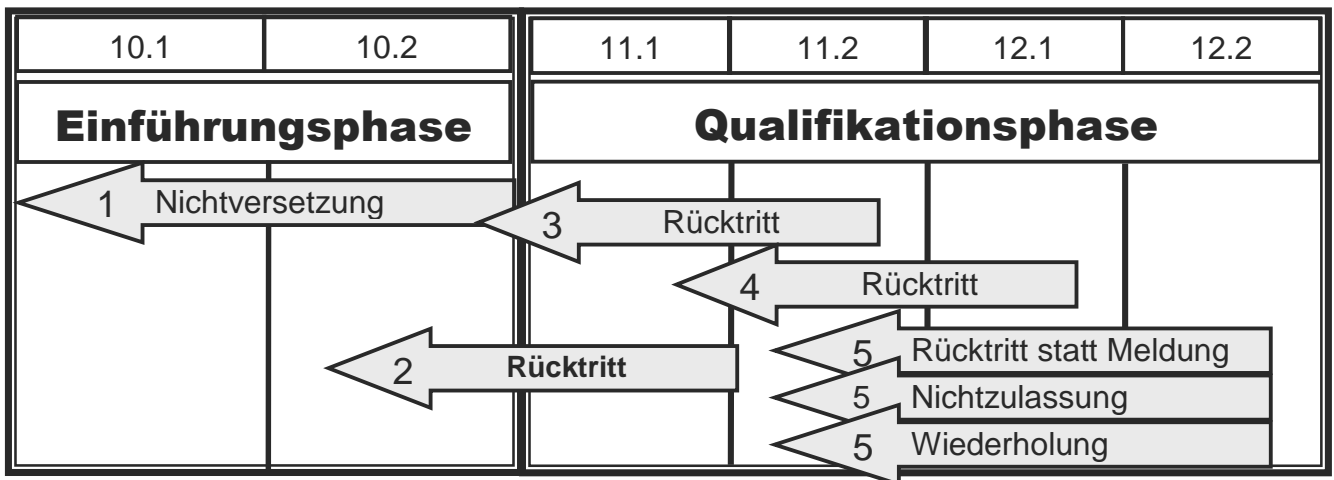 10.1 10.2 11.1 11.2 12.1 12.2
Einführungsphase Qualifikationsphase
1 Nichtversetzung
3 Rücktritt
4 Rücktritt
2 Rücktritt
5 Rücktritt statt Meldung
5 Nichtzulassung
5 Wiederholung